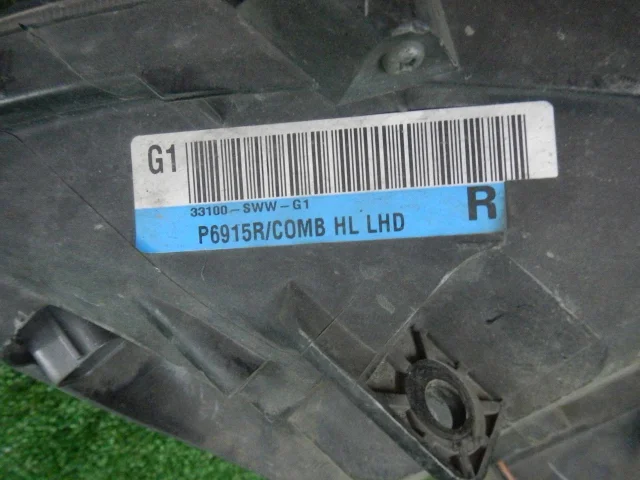 G1
33100-SWW-G1
R
P6915R/COMB HL LHD